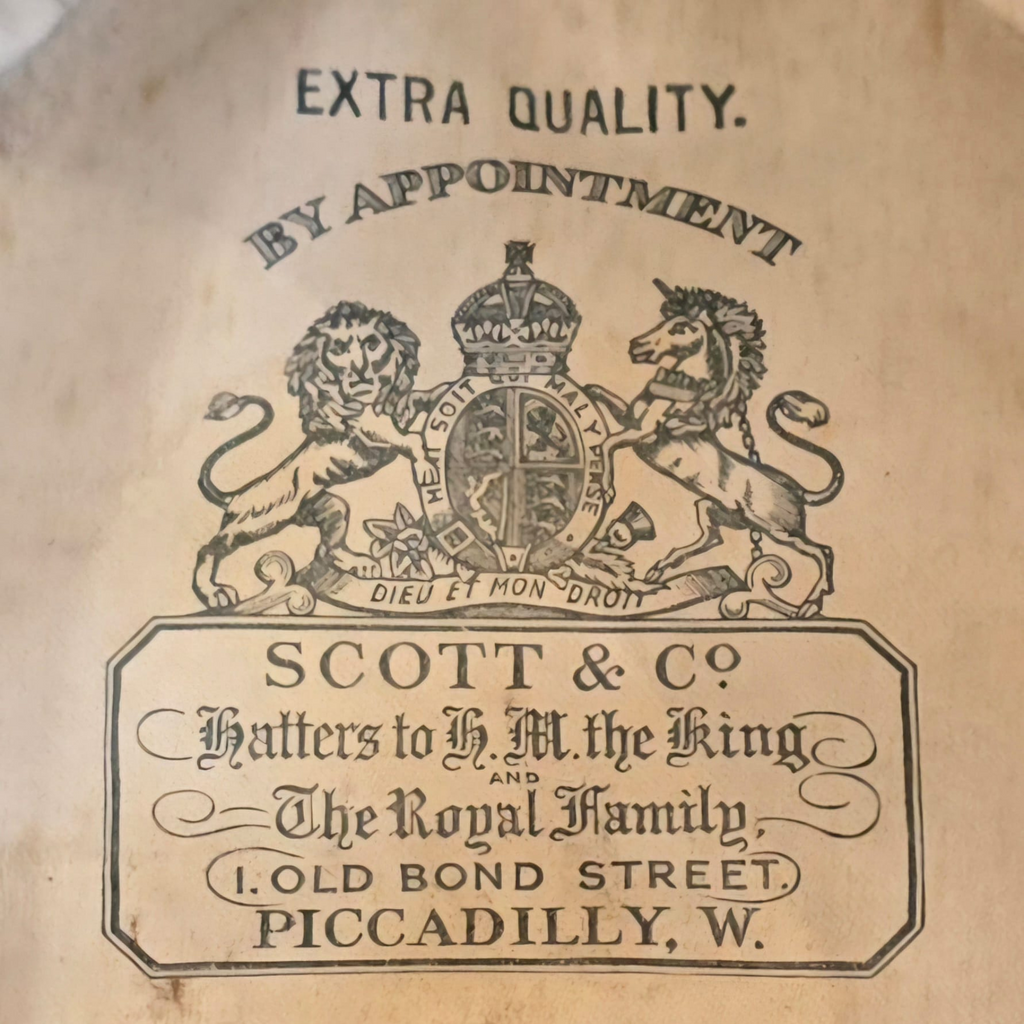 EXTRA QUALITY.
BY APPOINTMENT
HONI SOIT QUI MAL Y PENSE
DIEU ET MON DROIT
SCOTT & Co.
Hatters to H.M. the King
AND
The Royal Family,
1. OLD BOND STREET.
PICCADILLY, W.